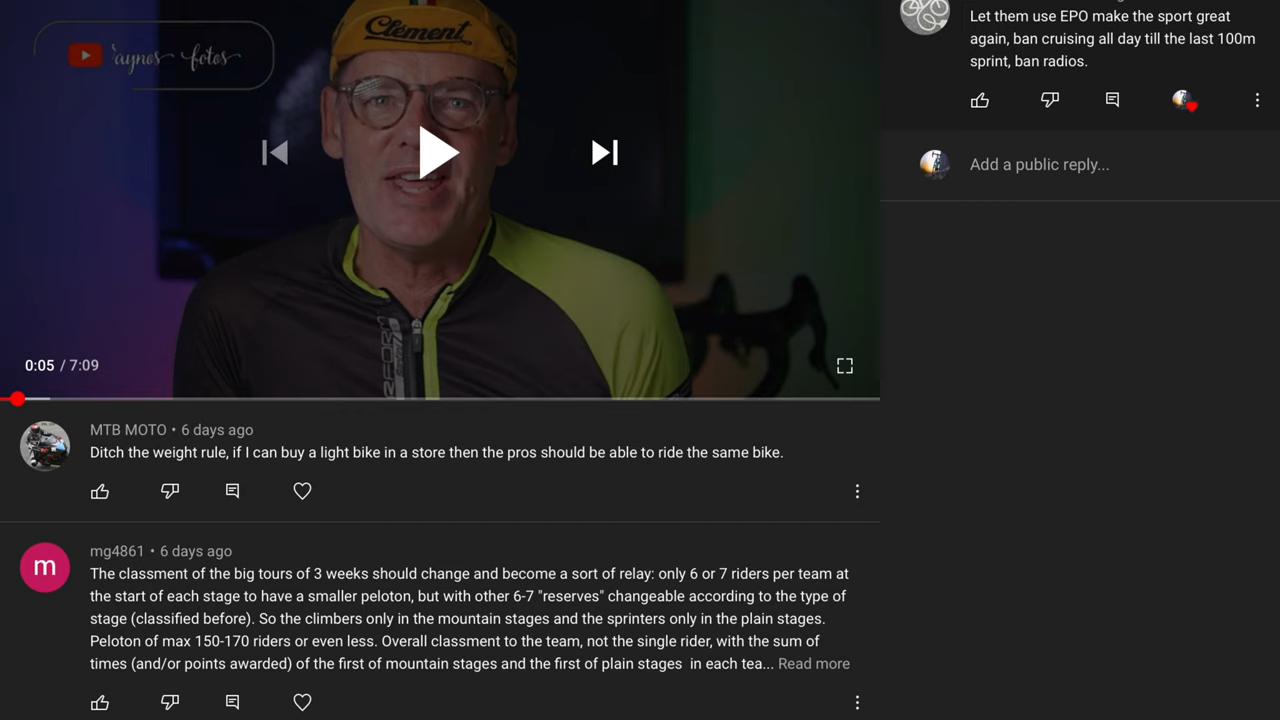 Clément
aynos fotos
0:05 / 7:09
MTB MOTO • 6 days ago
Ditch the weight rule, if I can buy a light bike in a store then the pros should be able to ride the same bike.
m
mg4861 • 6 days ago
The classment of the big tours of 3 weeks should change and become a sort of relay: only 6 or 7 riders per team at
the start of each stage to have a smaller peloton, but with other 6-7 "reserves" changeable according to the type of
stage (classified before). So the climbers only in the mountain stages and the sprinters only in the plain stages.
Peloton of max 150-170 riders or even less. Overall classment to the team, not the single rider, with the sum of
times (and/or points awarded) of the first of mountain stages and the first of plain stages  in each tea... Read more
Let them use EPO make the sport great
again, ban cruising all day till the last 100m
sprint, ban radios.
Add a public reply...